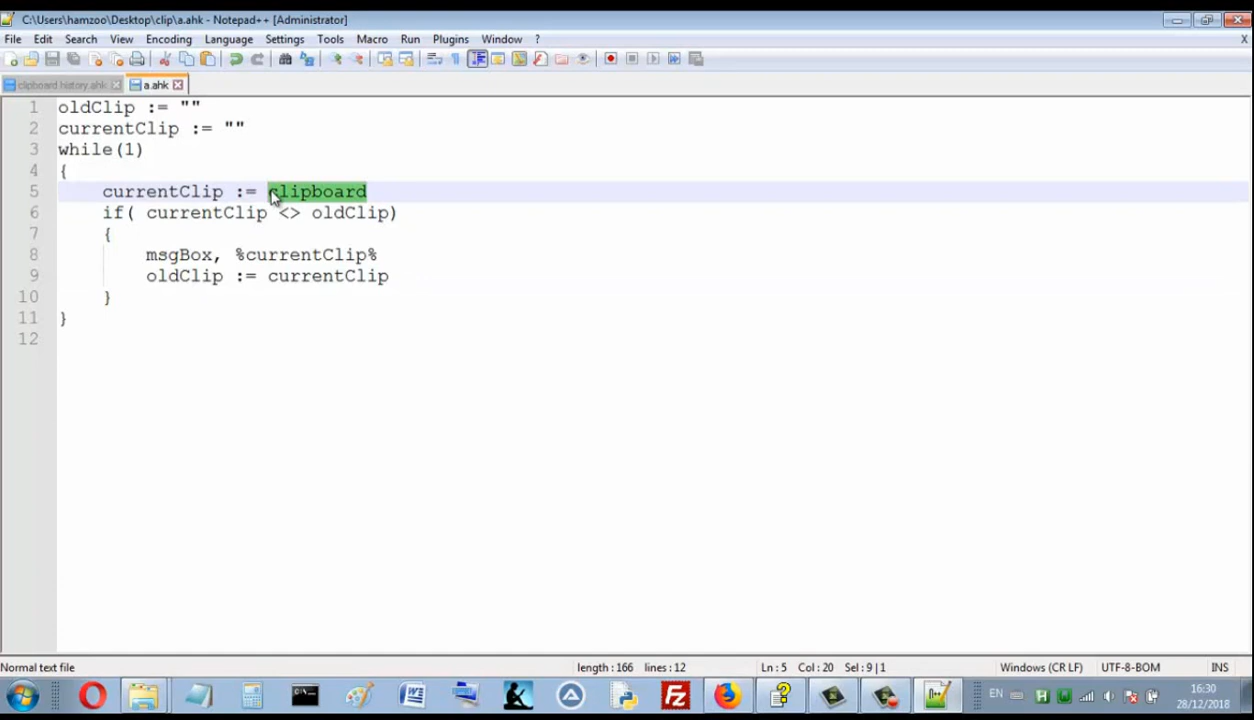 C:\Users\hamzoo\Desktop\clip\a.ahk - Notepad++ [Administrator]
File Edit Search View Encoding Language Settings Tools Macro Run Plugins Window ? X
clipboard.history.ahk a.ahk
1 oldClip := ""
2 currentClip := ""
3 while(1)
4 {
5 currentClip := clipboard
6 if( currentClip <> oldClip)
7 {
8 msgBox, %currentClip%
9 oldClip := currentClip
10 }
11 }
12
Normal text file length : 166 lines : 12 Ln : 5 Col : 20 Sel : 9 | 1 Windows (CR LF) UTF-8-BOM INS
EN 16:30
28/12/2018